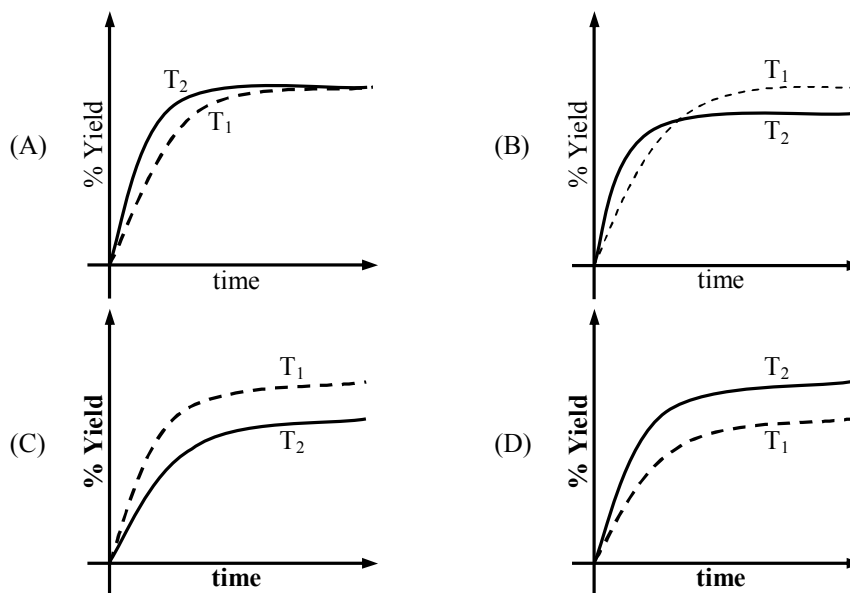 (A)
% Yield
T2
T1
time
(B)
% Yield
T1
T2
time
(C)
% Yield
T1
T2
time
(D)
% Yield
T2
T1
time